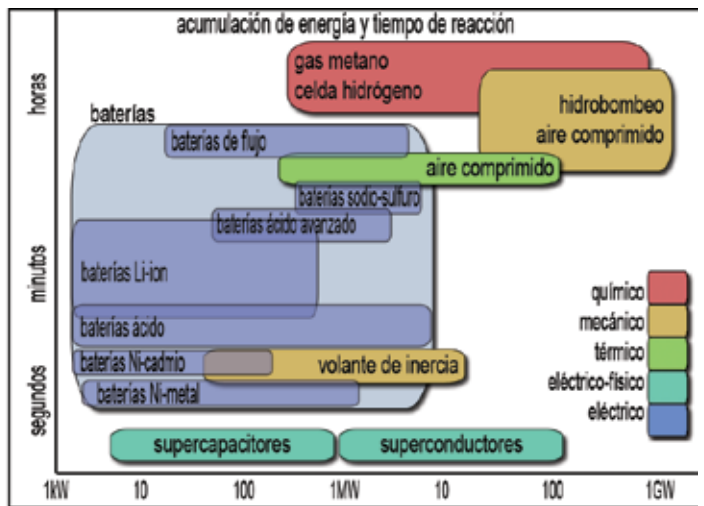 acumulación de energía y tiempo de reacción
gas metano
celda hidrógeno
hidrobombeo
aire comprimido
horas
baterías
baterías de flujo
aire comprimido
baterías sodio-sulfuro
baterías ácido avanzado
minutos
baterías Li-ion
baterías ácido
baterías Ni-cadmio
volante de inercia
baterías Ni-metal
segundos
supercapacitores
superconductores
químico
mecánico
térmico
eléctrico-físico
eléctrico
1kW 10 100 1MW 10 100 1GW